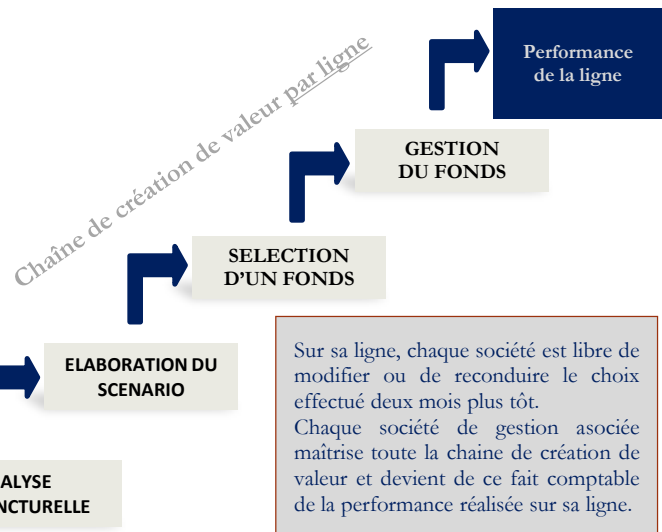 Performance
de la ligne
Chaîne de création de valeur par ligne
GESTION
DU FONDS
SELECTION
D'UN FONDS
ELABORATION DU
SCENARIO
ALYSE
NCTURELLE
Sur sa ligne, chaque société est libre de
modifier ou de reconduire le choix
effectué deux mois plus tôt.
Chaque société de gestion asociée
maîtrise toute la chaine de création de
valeur et devient de ce fait comptable
de la performance réalisée sur sa ligne.